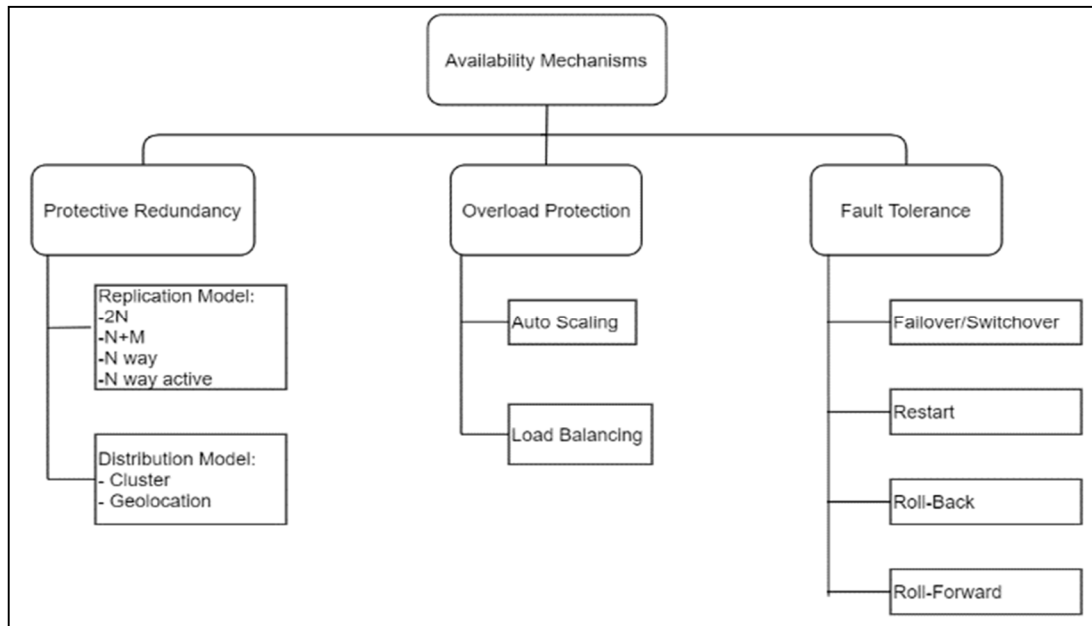 Availability Mechanisms
Protective Redundancy
Overload Protection
Fault Tolerance
Replication Model:
-2N
-N+M
-N way
-N way active
Distribution Model:
- Cluster
- Geolocation
Auto Scaling
Load Balancing
Failover/Switchover
Restart
Roll-Back
Roll-Forward